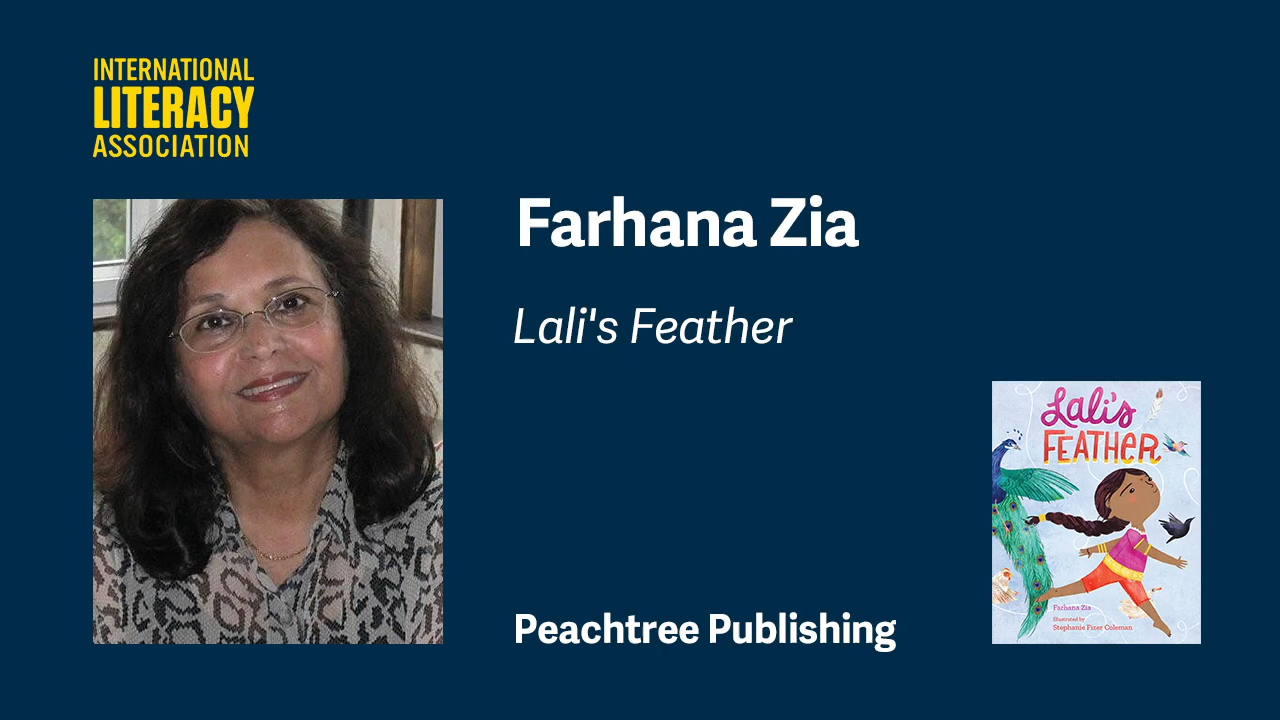 INTERNATIONAL
LITERACY
ASSOCIATION
Farhana Zia
Lali's Feather
Lali's
FEATHER
Farhana Zia
Illustrated by
Stephanie Fizer Coleman
Peachtree Publishing